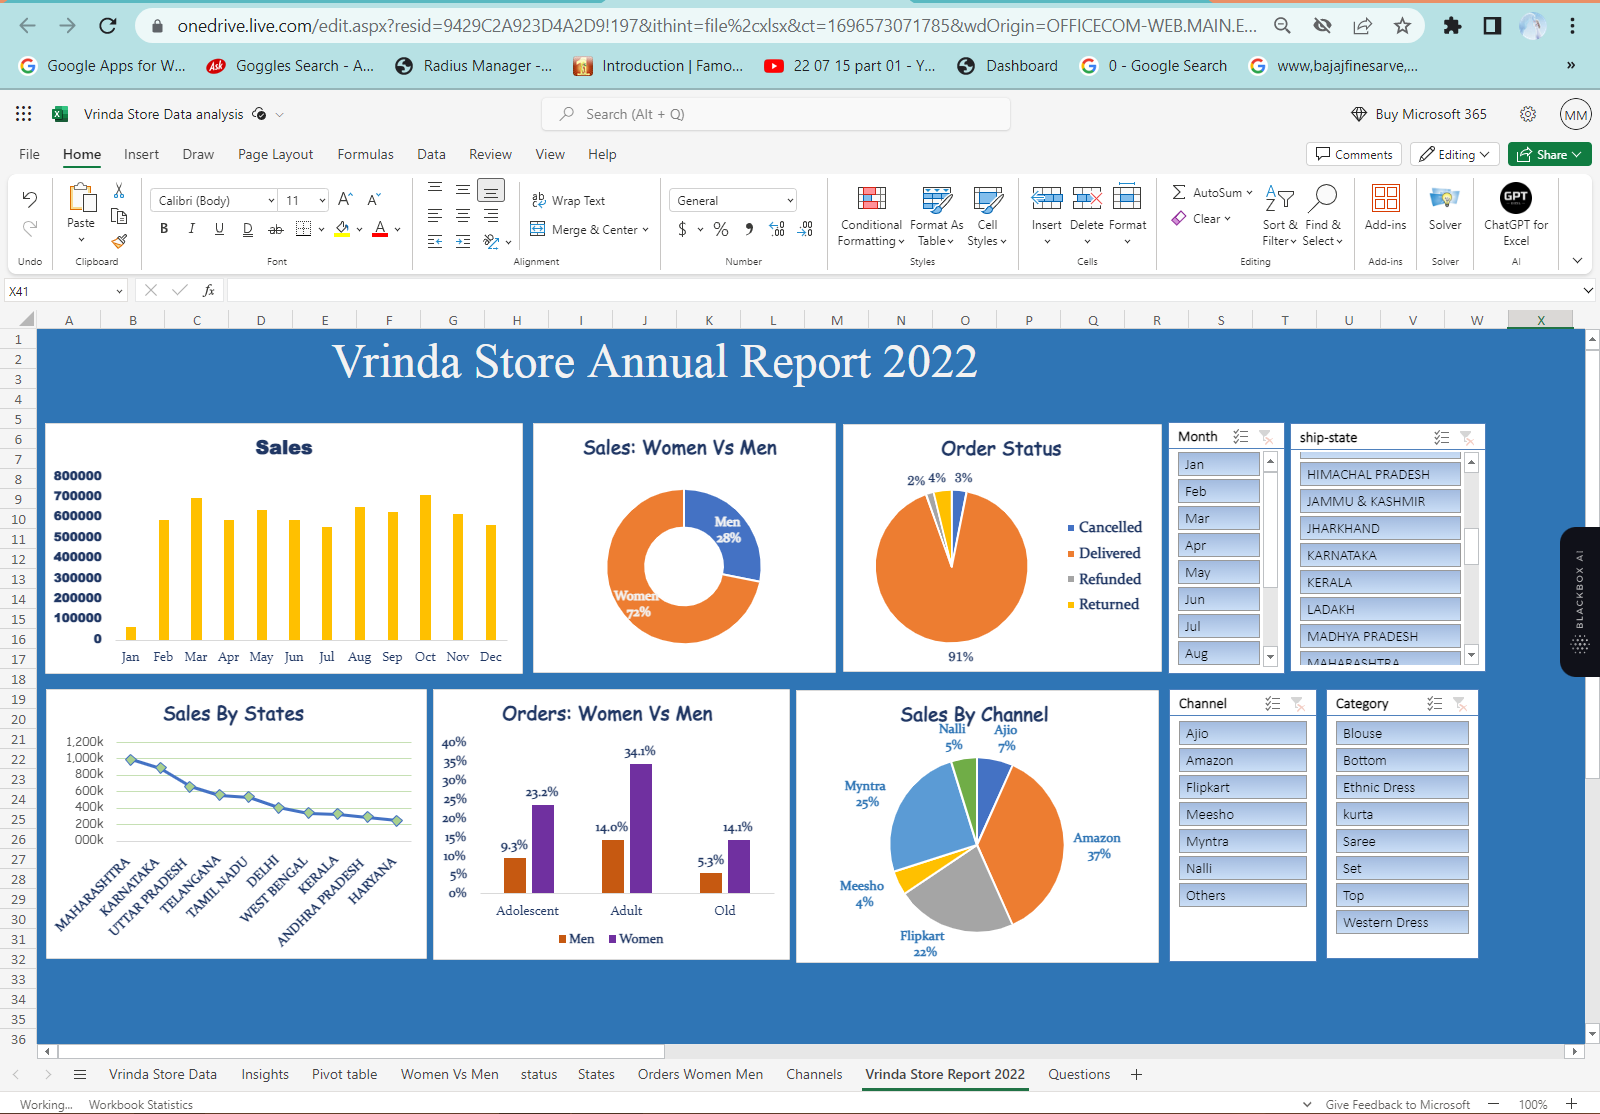 onedrive.live.com/edit.aspx?resid=9429C2A923D4A2D9!197&ithint=file%2cxlsx&ct=1696573071785&wdOrigin=OFFICECOM-WEB.MAIN.E...
Google Apps for W...
Ask
Goggles Search - A...
Radius Manager -...
Introduction | Famo...
22 07 15 part 01 - Y...
Dashboard
0 - Google Search
www,bajajfinesarve,...
»
Vrinda Store Data analysis
Search (Alt + Q)
Buy Microsoft 365
MM
File Home Insert Draw Page Layout Formulas Data Review View Help
Comments
Editing
Share
Paste
Calibri (Body)
11
B I U D ab
Wrap Text
Merge & Center
General
$ % 9
Conditional Formatting
Format As Table
Cell Styles
Insert Delete Format
AutoSum
Clear
Sort & Filter
Find & Select
Add-ins
Solver
GPT
ChatGPT for Excel
Undo Clipboard Font Alignment Number Styles Cells Editing Add-ins Solver AI
X41
fx
A B C D E F G H I J K L M N O P Q R S T U V W X
1
2
3
4
5
6
7
8
9
10
11
12
13
14
15
16
17
18
19
20
21
22
23
24
25
26
27
28
29
30
31
32
33
34
35
36
Vrinda Store Annual Report 2022
Sales
800000
700000
600000
500000
400000
300000
200000
100000
0
Jan Feb Mar Apr May Jun Jul Aug Sep Oct Nov Dec
Sales: Women Vs Men
Men
28%
Women
72%
Order Status
2% 4% 3%
91%
Cancelled
Delivered
Refunded
Returned
Month
Jan
Feb
Mar
Apr
May
Jun
Jul
Aug
ship-state
HIMACHAL PRADESH
JAMMU & KASHMIR
JHARKHAND
KARNATAKA
KERALA
LADAKH
MADHYA PRADESH
MAHARASHTRA
BLACKBOX AI
Sales By States
1,200k
1,000k
800k
600k
400k
200k
000k
MAHARASHTRA
KARNATAKA
UTTAR PRADESH
TELANGANA
TAMIL NADU
DELHI
WEST BENGAL
KERALA
ANDHRA PRADESH
HARYANA
Orders: Women Vs Men
40%
35%
30%
25%
20%
15%
10%
5%
0%
9.3% 23.2% 14.0% 34.1% 5.3% 14.1%
Adolescent Adult Old
Men Women
Sales By Channel
Nalli
5%
Ajio
7%
Myntra
25%
Amazon
37%
Meesho
4%
Flipkart
22%
Channel
Ajio
Amazon
Flipkart
Meesho
Myntra
Nalli
Others
Category
Blouse
Bottom
Ethnic Dress
kurta
Saree
Set
Top
Western Dress
Vrinda Store Data Insights Pivot table Women Vs Men status States Orders Women Men Channels Vrinda Store Report 2022 Questions
Working... Workbook Statistics
Give Feedback to Microsoft
100%